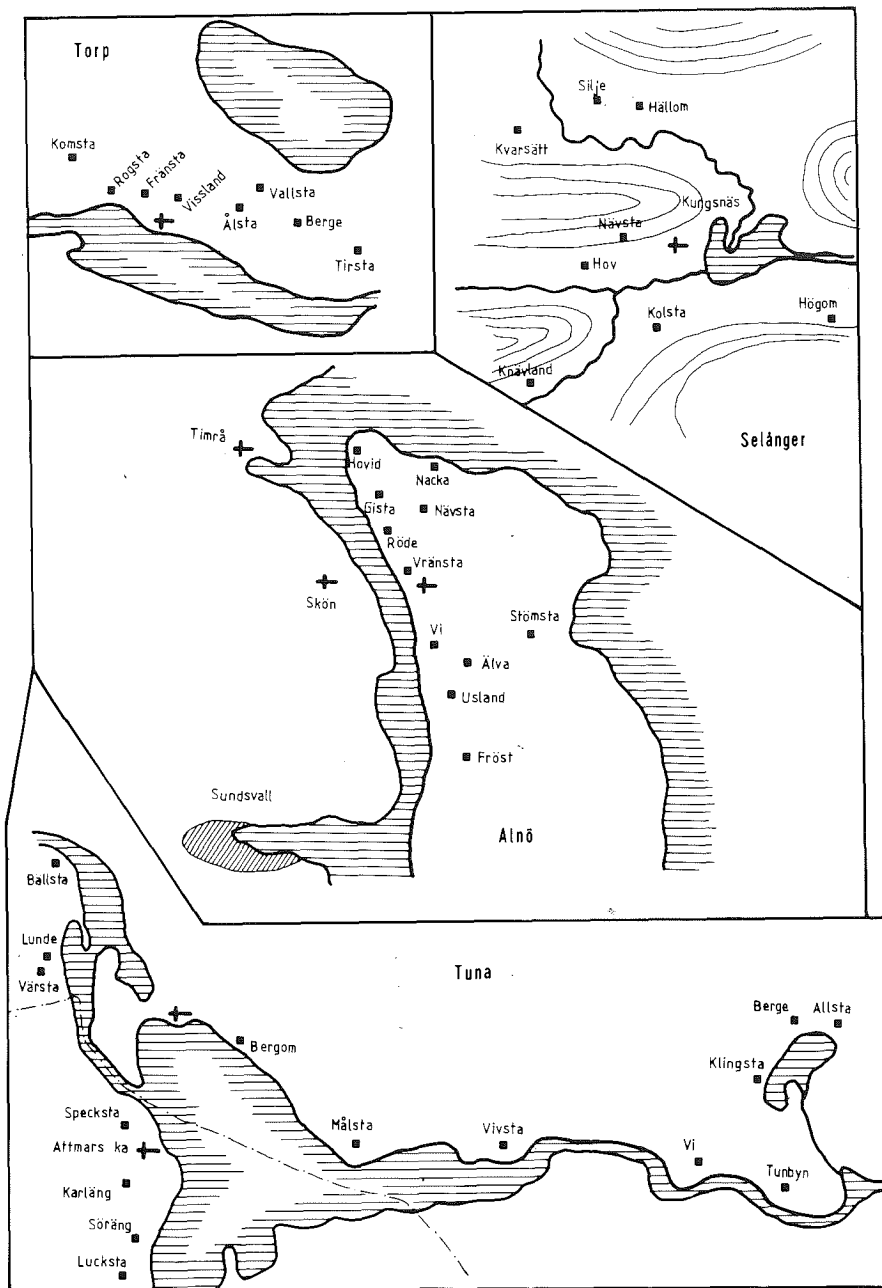 Torp
Komsta
Rogsta
Fränsta
Vissland
Vallsta
Ålsta
Berge
Tirsta
Silje
Hällom
Kvarsätt
Kungsnäs
Nävsta
Hov
Kolsta
Högom
Knävland
Selånger
Timrå
Hovid
Nacka
Gista
Nävsta
Röde
Vränsta
Skön
Stömsta
Vi
Älva
Usland
Fröst
Sundsvall
Alnö
Bällsta
Lunde
Värsta
Tuna
Bergom
Berge
Allsta
Klingsta
Specksta
Målsta
Vivsta
Attmars ka
Vi
Karläng
Tunbyn
Söräng
Lucksta